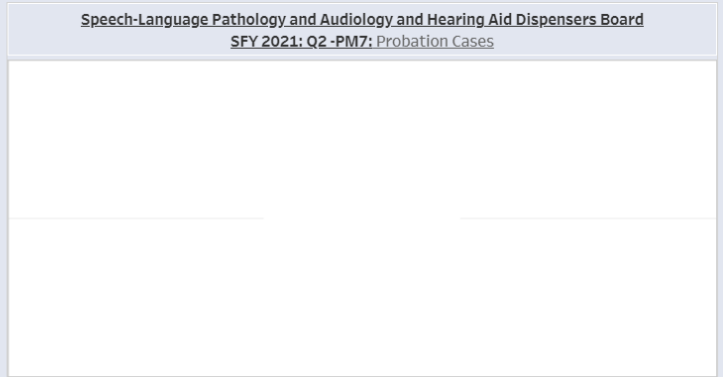 Speech-Language Pathology and Audiology and Hearing Aid Dispensers Board
SFY 2021: Q2 -PM7: Probation Cases